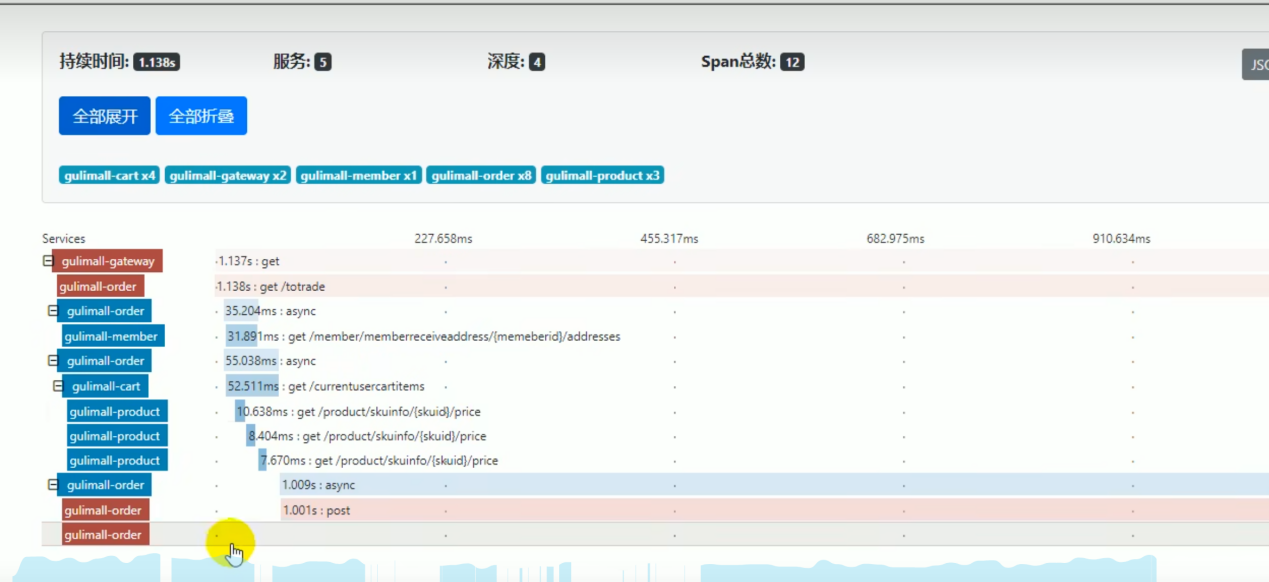 持续时间: 1.138s 服务: 5 深度: 4 Span总数: 12
全部展开 全部折叠
gulimall-cart x4 gulimall-gateway x2 gulimall-member x1 gulimall-order x8 gulimall-product x3
Services 227.658ms 455.317ms 682.975ms 910.634ms
gulimall-gateway 1.137s : get
gulimall-order 1.138s : get /totrade
gulimall-order 35.204ms : async
gulimall-member 31.891ms : get /member/memberreceiveaddress/{memeberid}/addresses
gulimall-order 55.038ms : async
gulimall-cart 52.511ms : get /currentusercartitems
gulimall-product 10.638ms : get /product/skuinfo/{skuid}/price
gulimall-product 8.404ms : get /product/skuinfo/{skuid}/price
gulimall-product 7.670ms : get /product/skuinfo/{skuid}/price
gulimall-order 1.009s : async
gulimall-order 1.001s : post
gulimall-order